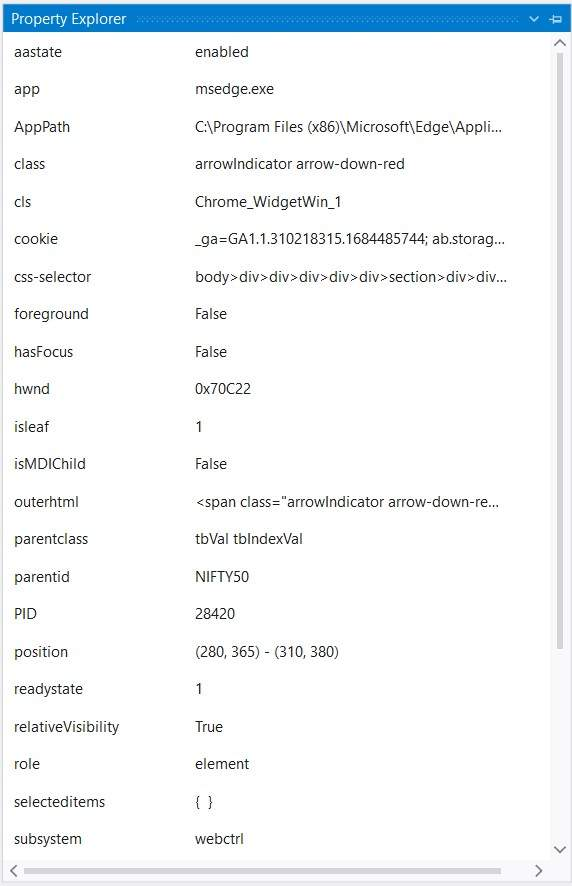 Property Explorer
aastate enabled
app msedge.exe
AppPath C:\Program Files (x86)\Microsoft\Edge\Appli...
class arrowIndicator arrow-down-red
cls Chrome_WidgetWin_1
cookie _ga=GA1.1.310218315.1684485744; ab.storag...
css-selector body>div>div>div>div>div>section>div>div...
foreground False
hasFocus False
hwnd 0x70C22
isleaf 1
isMDIChild False
outerhtml <span class="arrowIndicator arrow-down-re...
parentclass tbVal tbIndexVal
parentid NIFTY50
PID 28420
position (280, 365) - (310, 380)
readystate 1
relativeVisibility True
role element
selecteditems { }
subsystem webctrl